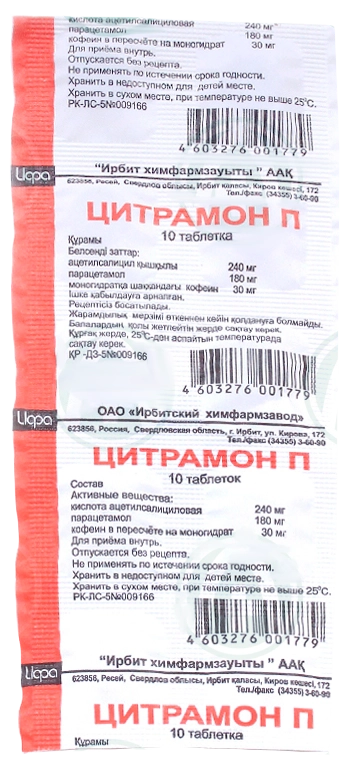 кислота ацетилсалициловая 240 мг
парацетамол 180 мг
кофеин в пересчёте на моногидрат 30 мг
Для приёма внутрь.
Отпускается без рецепта.
Не применять по истечении срока годности.
Хранить в недоступном для детей месте.
Хранить в сухом месте, при температуре не выше 25°С.
РК-ЛС-5№009166
4 603276 001779
Исфа
"Ирбит химфармзауыты " ААҚ
623856, Ресей, Свердлов облысы, Ирбит қаласы, Киров көшесі, 172
Тел./факс (34355) 3-60-90
ЦИТРАМОН П
10 таблетка
Құрамы
Белсенді заттар:
ацетилсалицил қышқылы 240 мг
парацетамол 180 мг
моногидратқа шаққандағы кофеин 30 мг
Ішке қабылдауға арналған.
Рецептісіз босатылады.
Жарамдылық мерзімі өткеннен кейін қолдануға болмайды.
Балалардың қолы жетпейтін жерде сақтау керек.
Құрғақ жерде, 25°С-ден аспайтын температурада
сақтау керек.
ҚР -ДЗ-5№009166
4 603276 001779
Исфа
ОАО «Ирбитский химфармзавод»
623856, Россия, Свердловская область, г. Ирбит, ул. Кирова, 172
Тел./факс (34355) 3-60-90
ЦИТРАМОН П
10 таблеток
Состав
Активные вещества:
кислота ацетилсалициловая 240 мг
парацетамол 180 мг
кофеин в пересчёте на моногидрат 30 мг
Для приёма внутрь.
Отпускается без рецепта.
Не применять по истечении срока годности.
Хранить в недоступном для детей месте.
Хранить в сухом месте, при температуре не выше 25°С.
РК-ЛС-5№009166
4 603276 001779
Исфа
"Ирбит химфармзауыты " ААҚ
623856, Ресей, Свердлов облысы, Ирбит қаласы, Киров көшесі, 172
Тел./факс (34355) 3-60-90
ЦИТРАМОН П
10 таблетка
Құрамы